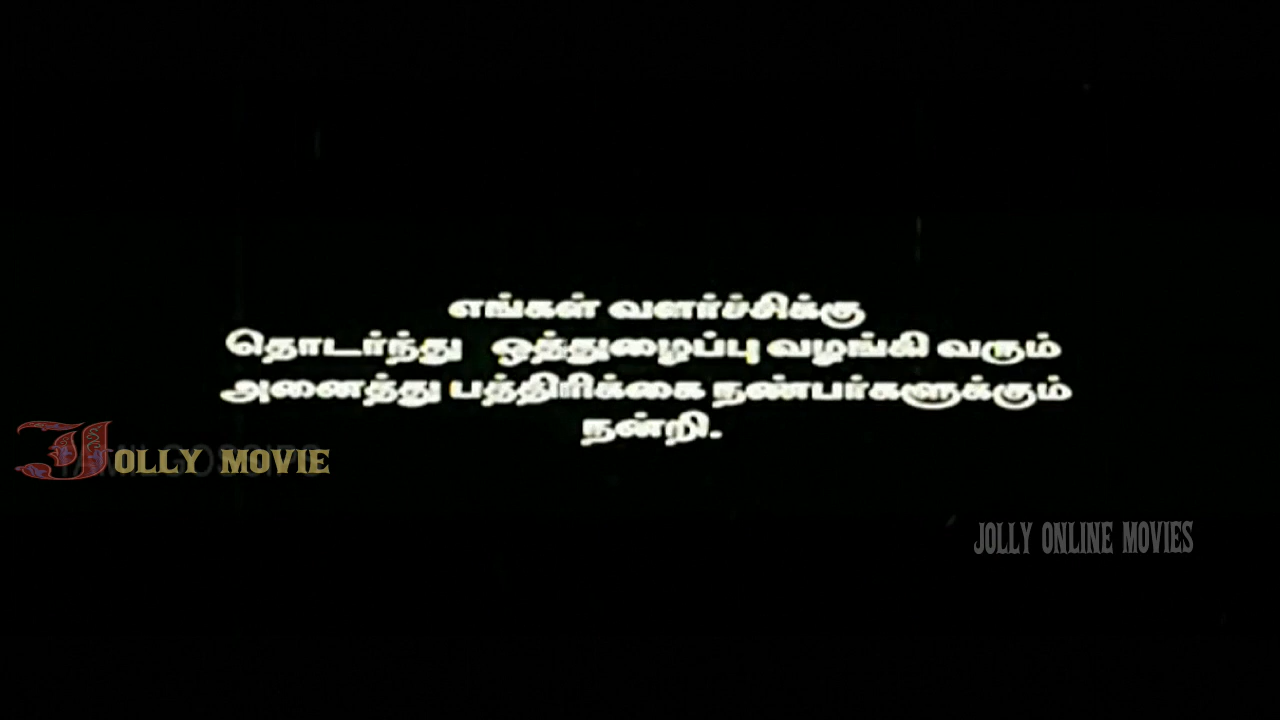 எங்கள் வளர்ச்சிக்கு
தொடர்ந்து ஒத்துழைப்பு வழங்கி வரும்
அனைத்து பத்திரிக்கை நண்பர்களுக்கும்
நன்றி.
JOLLY MOVIE
JOLLY ONLINE MOVIES